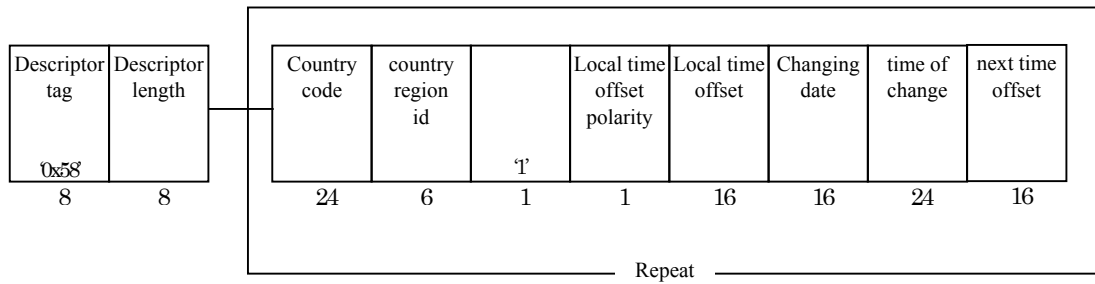 Descriptor tag
‘0x58’
8
Descriptor length
8
Country code
24
country region id
6
‘1’
1
Local time offset polarity
1
Local time offset
16
Changing date
16
time of change
24
next time offset
16
Repeat